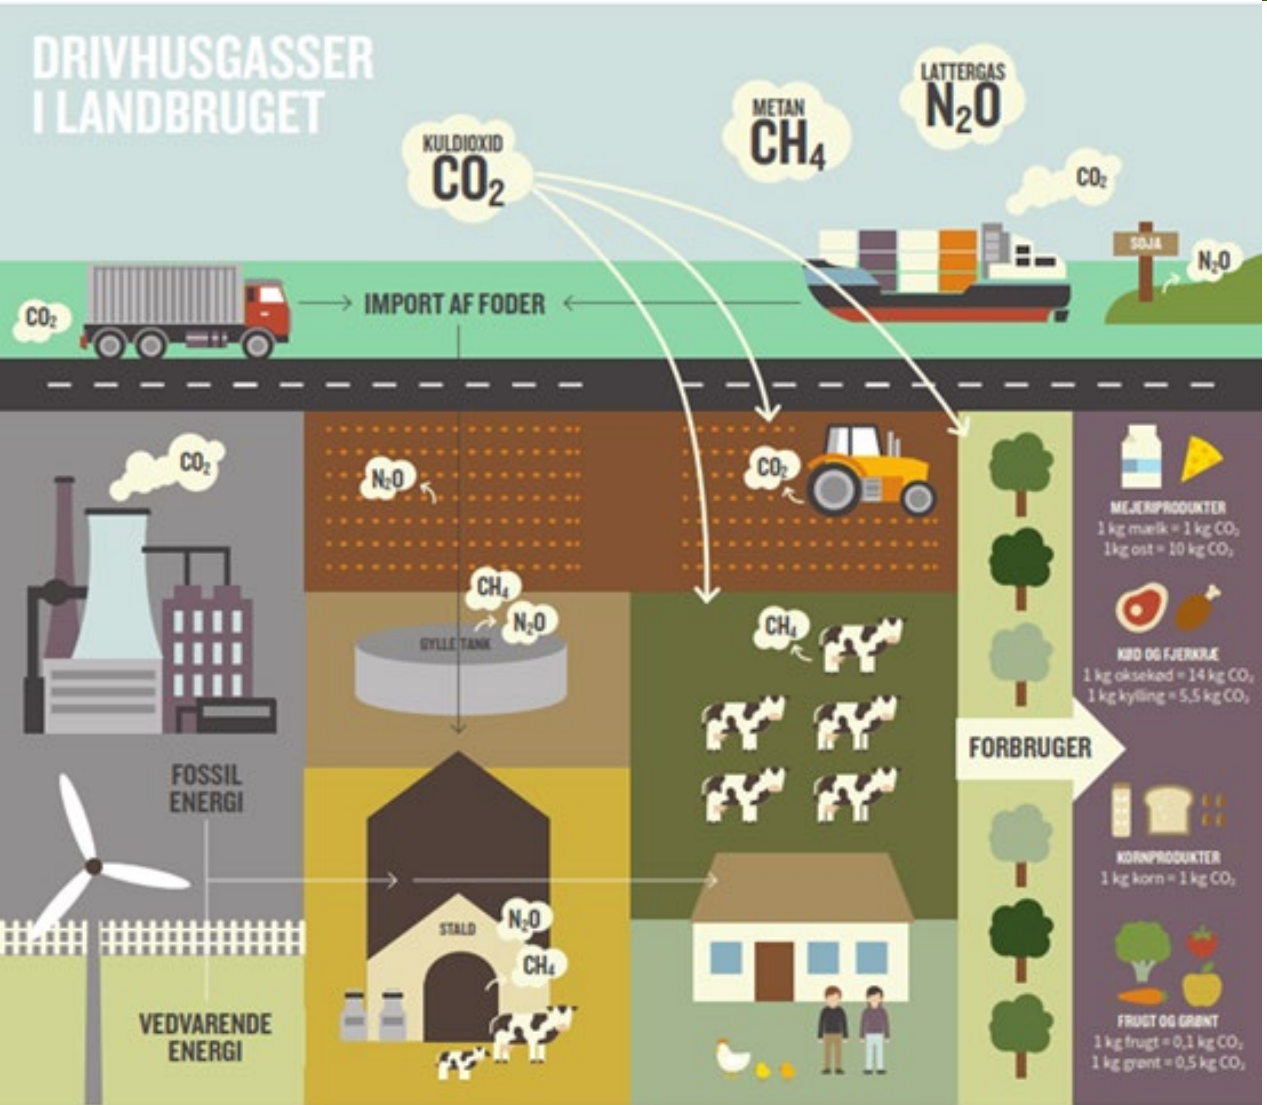 DRIVHUSGASSER
I LANDBRUGET
KULDIOXID
CO₂
METAN
CH₄
LATTERGAS
N₂O
CO₂
SOJA
N₂O
CO₂
IMPORT AF FODER
CO₂
N₂O
CO₂
CH₄
N₂O
GYLLETANK
CH₄
FOSSIL
ENERGI
VEDVARENDE
ENERGI
STALD
N₂O
CH₄
FORBRUGER
MEJERIPRODUKTER
1 kg mælk = 1 kg CO₂
1kg ost = 10 kg CO₂
KØD OG FJERKRÆ
1 kg oksekød = 14 kg CO₂
1 kg kylling = 5,5 kg CO₂
KORNPRODUKTER
1 kg korn = 1 kg CO₂
FRUGT OG GRØNT
1 kg frugt = 0,1 kg CO₂
1 kg grønt = 0,5 kg CO₂